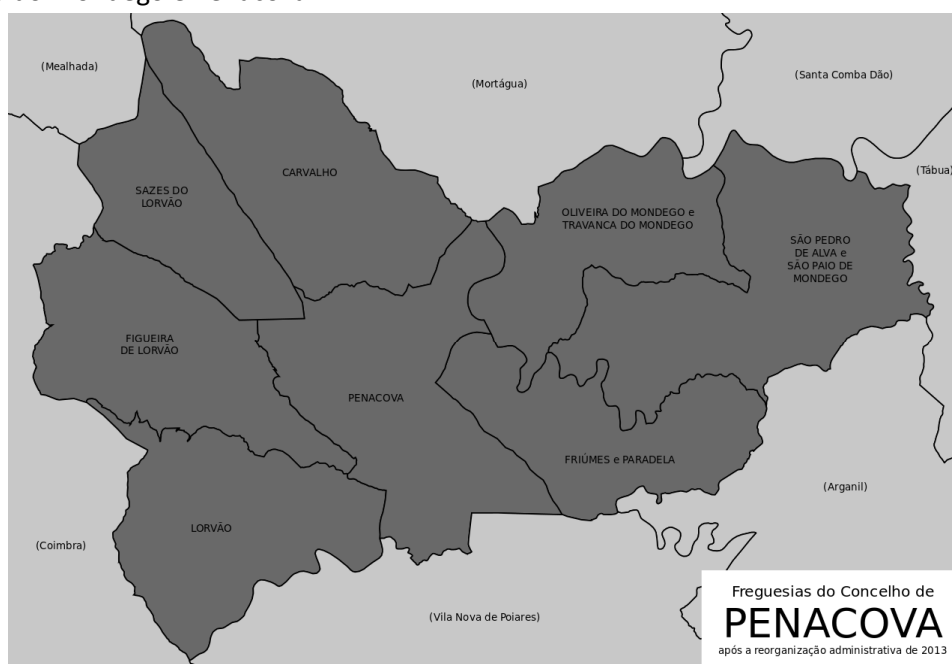 (Mealhada)
(Mortágua)
(Santa Comba Dão)
(Tábua)
CARVALHO
SAZES DO
LORVÃO
OLIVEIRA DO MONDEGO e
TRAVANCA DO MONDEGO
SÃO PEDRO
DE ALVA e
SÃO PAIO DE
MONDEGO
FIGUEIRA
DE LORVÃO
PENACOVA
FRIÚMES e PARADELA
(Arganil)
LORVÃO
(Coimbra)
(Vila Nova de Poiares)
Freguesias do Concelho de
PENACOVA
após a reorganização administrativa de 2013